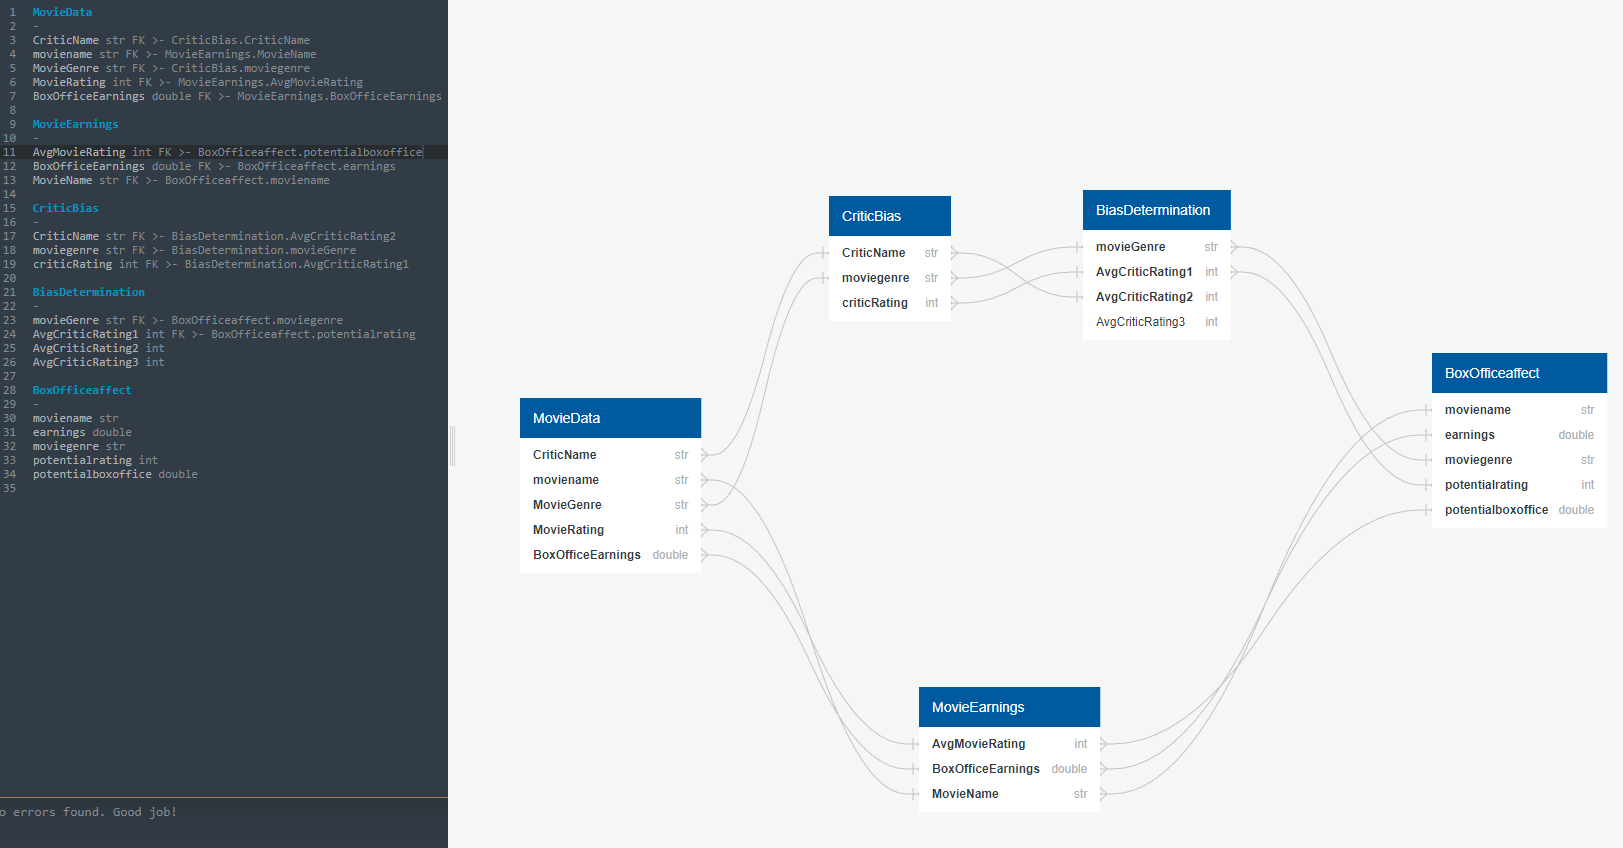 1 MovieData
2 -
3 CriticName str FK >- CriticBias.CriticName
4 moviename str FK >- MovieEarnings.MovieName
5 MovieGenre str FK >- CriticBias.moviegenre
6 MovieRating int FK >- MovieEarnings.AvgMovieRating
7 BoxOfficeEarnings double FK >- MovieEarnings.BoxOfficeEarnings
8
9 MovieEarnings
10 -
11 AvgMovieRating int FK >- BoxOfficeaffect.potentialboxoffice
12 BoxOfficeEarnings double FK >- BoxOfficeaffect.earnings
13 MovieName str FK >- BoxOfficeaffect.moviename
14
15 CriticBias
16 -
17 CriticName str FK >- BiasDetermination.AvgCriticRating2
18 moviegenre str FK >- BiasDetermination.movieGenre
19 criticRating int FK >- BiasDetermination.AvgCriticRating1
20
21 BiasDetermination
22 -
23 movieGenre str FK >- BoxOfficeaffect.moviegenre
24 AvgCriticRating1 int FK >- BoxOfficeaffect.potentialrating
25 AvgCriticRating2 int
26 AvgCriticRating3 int
27
28 BoxOfficeaffect
29 -
30 moviename str
31 earnings double
32 moviegenre str
33 potentialrating int
34 potentialboxoffice double
35
o errors found. Good job!
MovieData
CriticName str
moviename str
MovieGenre str
MovieRating int
BoxOfficeEarnings double
CriticBias
CriticName str
moviegenre str
criticRating int
BiasDetermination
movieGenre str
AvgCriticRating1 int
AvgCriticRating2 int
AvgCriticRating3 int
BoxOfficeaffect
moviename str
earnings double
moviegenre str
potentialrating int
potentialboxoffice double
MovieEarnings
AvgMovieRating int
BoxOfficeEarnings double
MovieName str